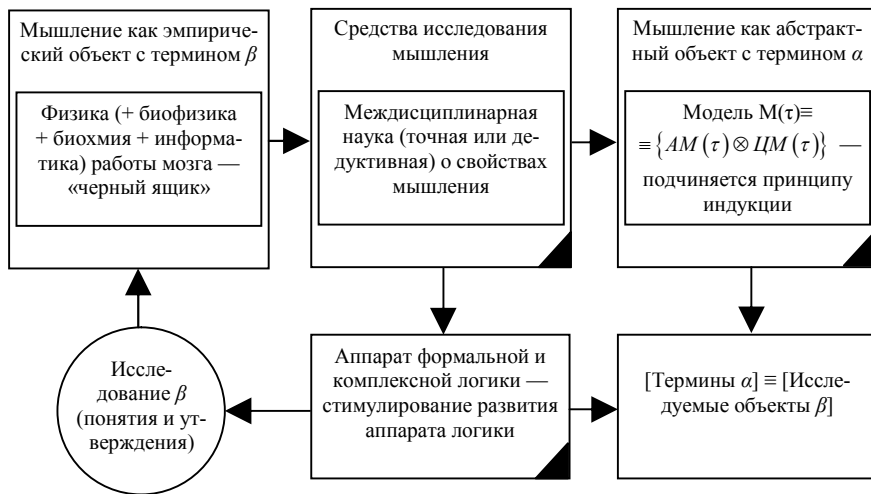 Мышление как эмпириче-
ский объект с термином β
Физика (+ биофизика
+ биохмия + информа-
тика) работы мозга —
«черный ящик»
Средства исследования
мышления
Междисциплинарная
наука (точная или де-
дуктивная) о свойствах
мышления
Мышление как абстракт-
ный объект с термином α
Модель М(τ)≡
≡ {АМ(τ)⊗ЦМ(τ)} —
подчиняется принципу
индукции
Иссле-
дование β
(понятия и ут-
верждения)
Аппарат формальной и
комплексной логики —
стимулирование развития
аппарата логики
[Термины α] ≡ [Иссле-
дуемые объекты β]